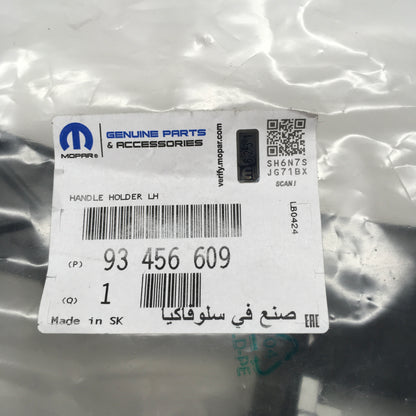 GENUINE PARTS
& ACCESSORIES
MOPAR®
verify.mopar.com
SH6N7S
JG71BX
SCAN!
HANDLE HOLDER LH
LB0424
(P) 93 456 609
(Q) 1
Made in SK
صنع في سلوفاكيا
EAC